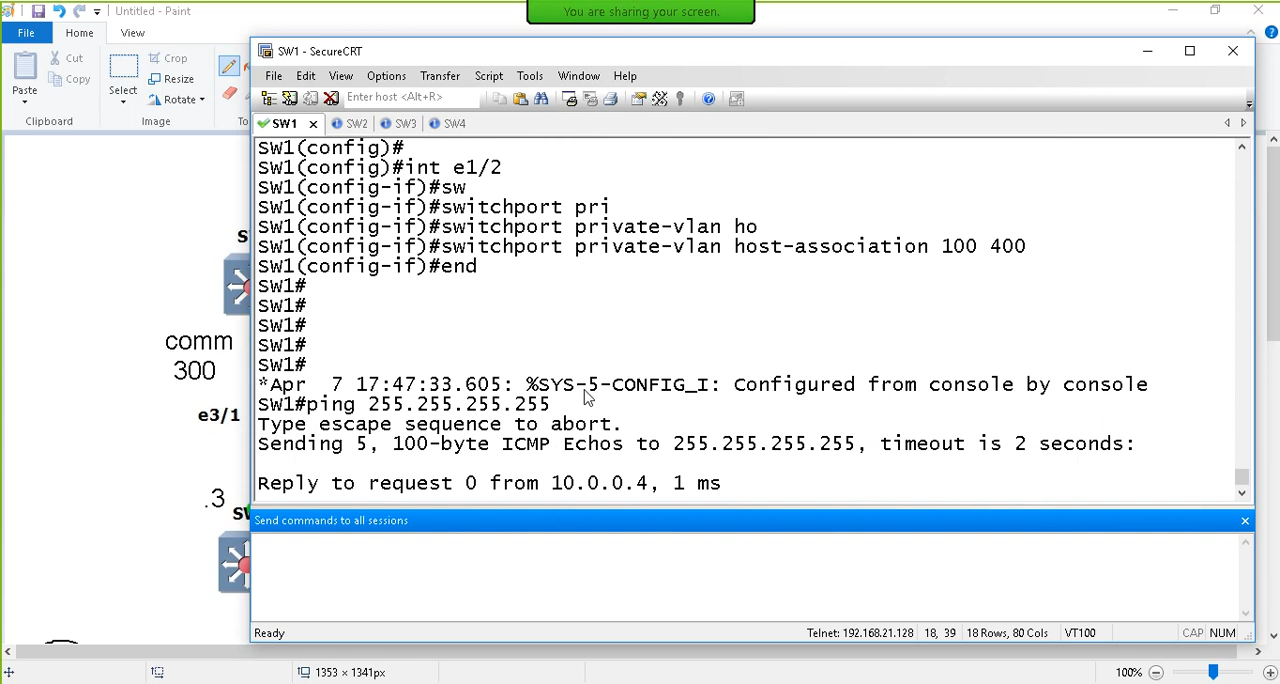 You are sharing your screen.
Untitled - Paint
File
Home
View
Paste
Cut
Copy
Clipboard
Select
Crop
Resize
Rotate
Image
To
SW1 - SecureCRT
File Edit View Options Transfer Script Tools Window Help
Enter host <Alt+R>
SW1 SW2 SW3 SW4
SW1(config)#
SW1(config)#int e1/2
SW1(config-if)#sw
SW1(config-if)#switchport pri
SW1(config-if)#switchport private-vlan ho
SW1(config-if)#switchport private-vlan host-association 100 400
SW1(config-if)#end
SW1#
SW1#
SW1#
SW1#
SW1#
*Apr  7 17:47:33.605: %SYS-5-CONFIG_I: Configured from console by console
SW1#ping 255.255.255.255
Type escape sequence to abort.
Sending 5, 100-byte ICMP Echos to 255.255.255.255, timeout is 2 seconds:
Reply to request 0 from 10.0.0.4, 1 ms
comm
300
e3/1
.3
Send commands to all sessions
Ready
Telnet: 192.168.21.128 18, 39 18 Rows, 80 Cols VT100 CAP NUM
1353 × 1341px
100%